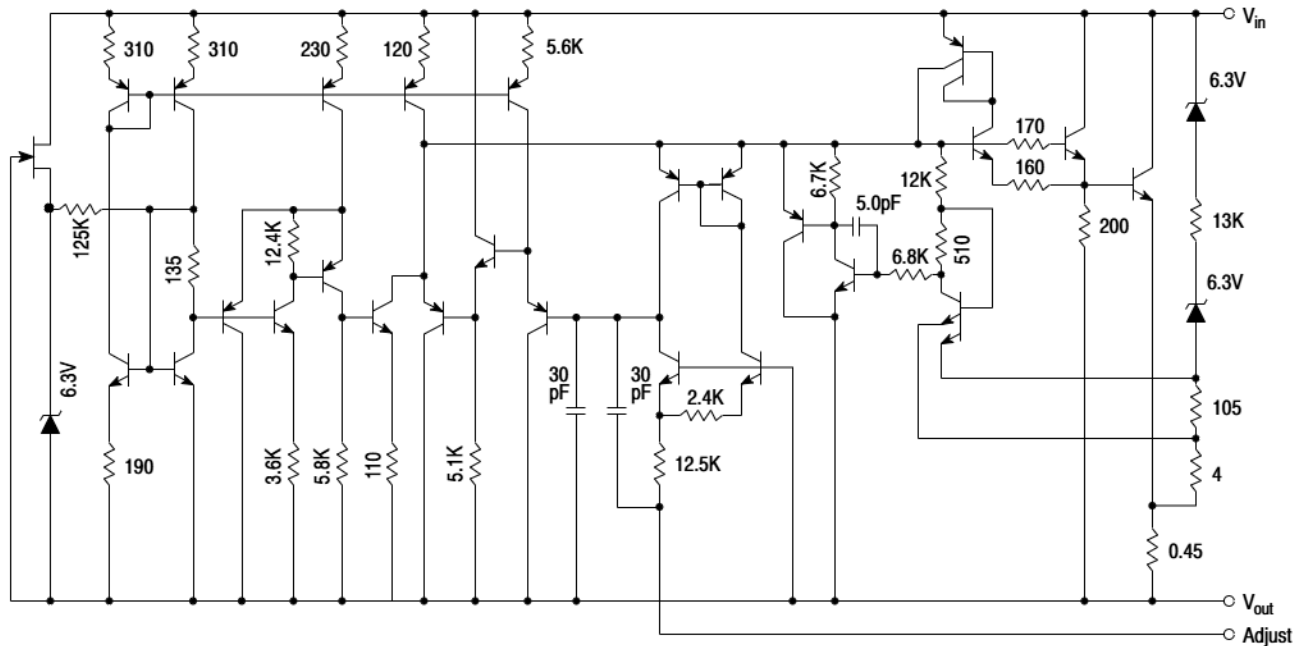 V_in
310
310
230
120
5.6K
6.3V
170
160
12K
6.7K
5.0pF
125K
12.4K
200
13K
510
6.8K
135
6.3V
6.3V
30
pF
30
pF
2.4K
105
190
3.6K
5.8K
110
5.1K
12.5K
4
0.45
V_out
Adjust